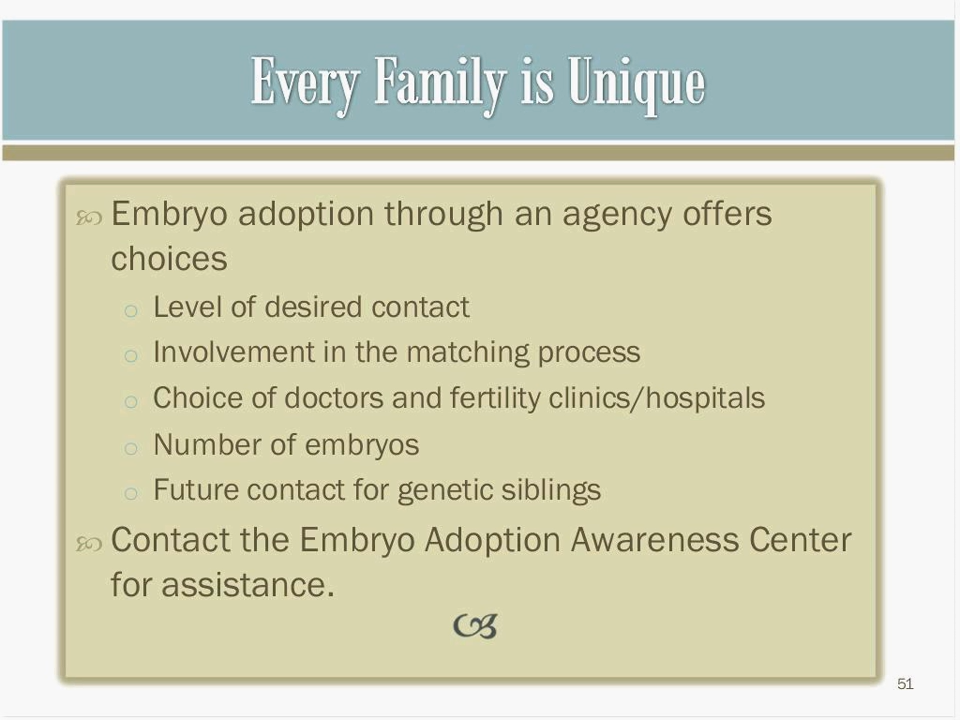 Every Family is Unique
Embryo adoption through an agency offers
choices
Level of desired contact
Involvement in the matching process
Choice of doctors and fertility clinics/hospitals
Number of embryos
Future contact for genetic siblings
Contact the Embryo Adoption Awareness Center
for assistance.
51